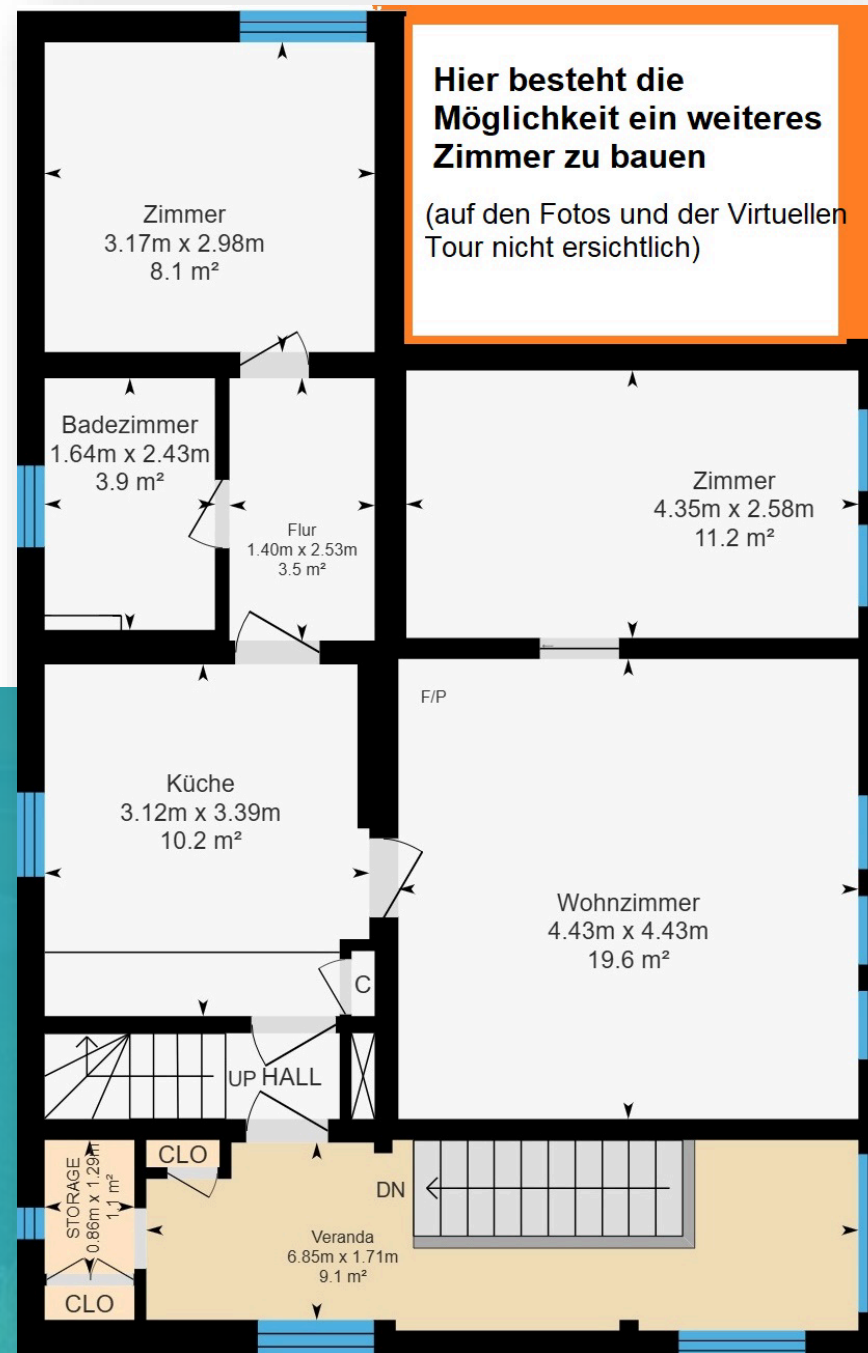 Hier besteht die
Möglichkeit ein weiteres
Zimmer zu bauen
(auf den Fotos und der Virtuellen
Tour nicht ersichtlich)
Zimmer
3.17m x 2.98m
8.1 m²
Badezimmer
1.64m x 2.43m
3.9 m²
Flur
1.40m x 2.53m
3.5 m²
Zimmer
4.35m x 2.58m
11.2 m²
F/P
Küche
3.12m x 3.39m
10.2 m²
Wohnzimmer
4.43m x 4.43m
19.6 m²
C
UP HALL
CLO
STORAGE
0.86m x 1.29m
1.1 m²
DN
Veranda
6.85m x 1.71m
9.1 m²
CLO